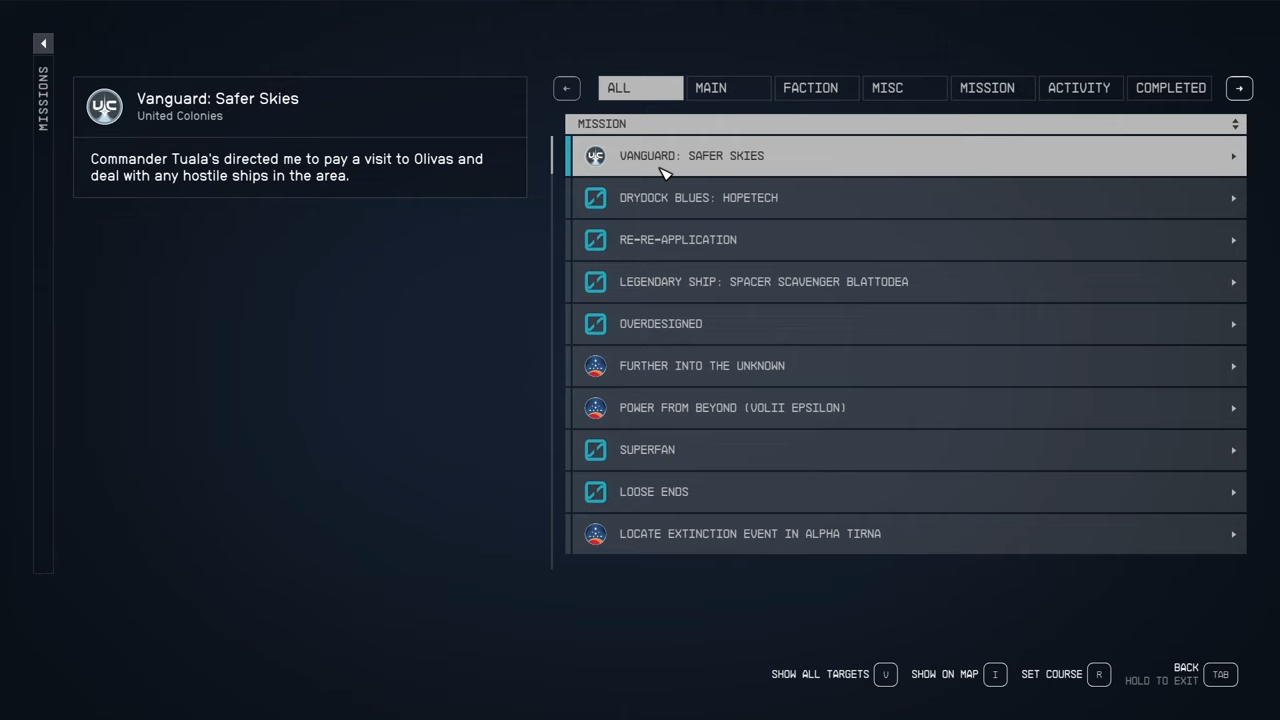 MISSIONS
Vanguard: Safer Skies
United Colonies
Commander Tuala's directed me to pay a visit to Olivas and
deal with any hostile ships in the area.
ALL
MAIN
FACTION
MISC
MISSION
ACTIVITY
COMPLETED
MISSION
UC VANGUARD: SAFER SKIES
DRYDOCK BLUES: HOPETECH
RE-RE-APPLICATION
LEGENDARY SHIP: SPACER SCAVENGER BLATTODEA
OVERDESIGNED
FURTHER INTO THE UNKNOWN
POWER FROM BEYOND (VOLII EPSILON)
SUPERFAN
LOOSE ENDS
LOCATE EXTINCTION EVENT IN ALPHA TIRNA
SHOW ALL TARGETS V
SHOW ON MAP I
SET COURSE R
BACK
HOLD TO EXIT TAB